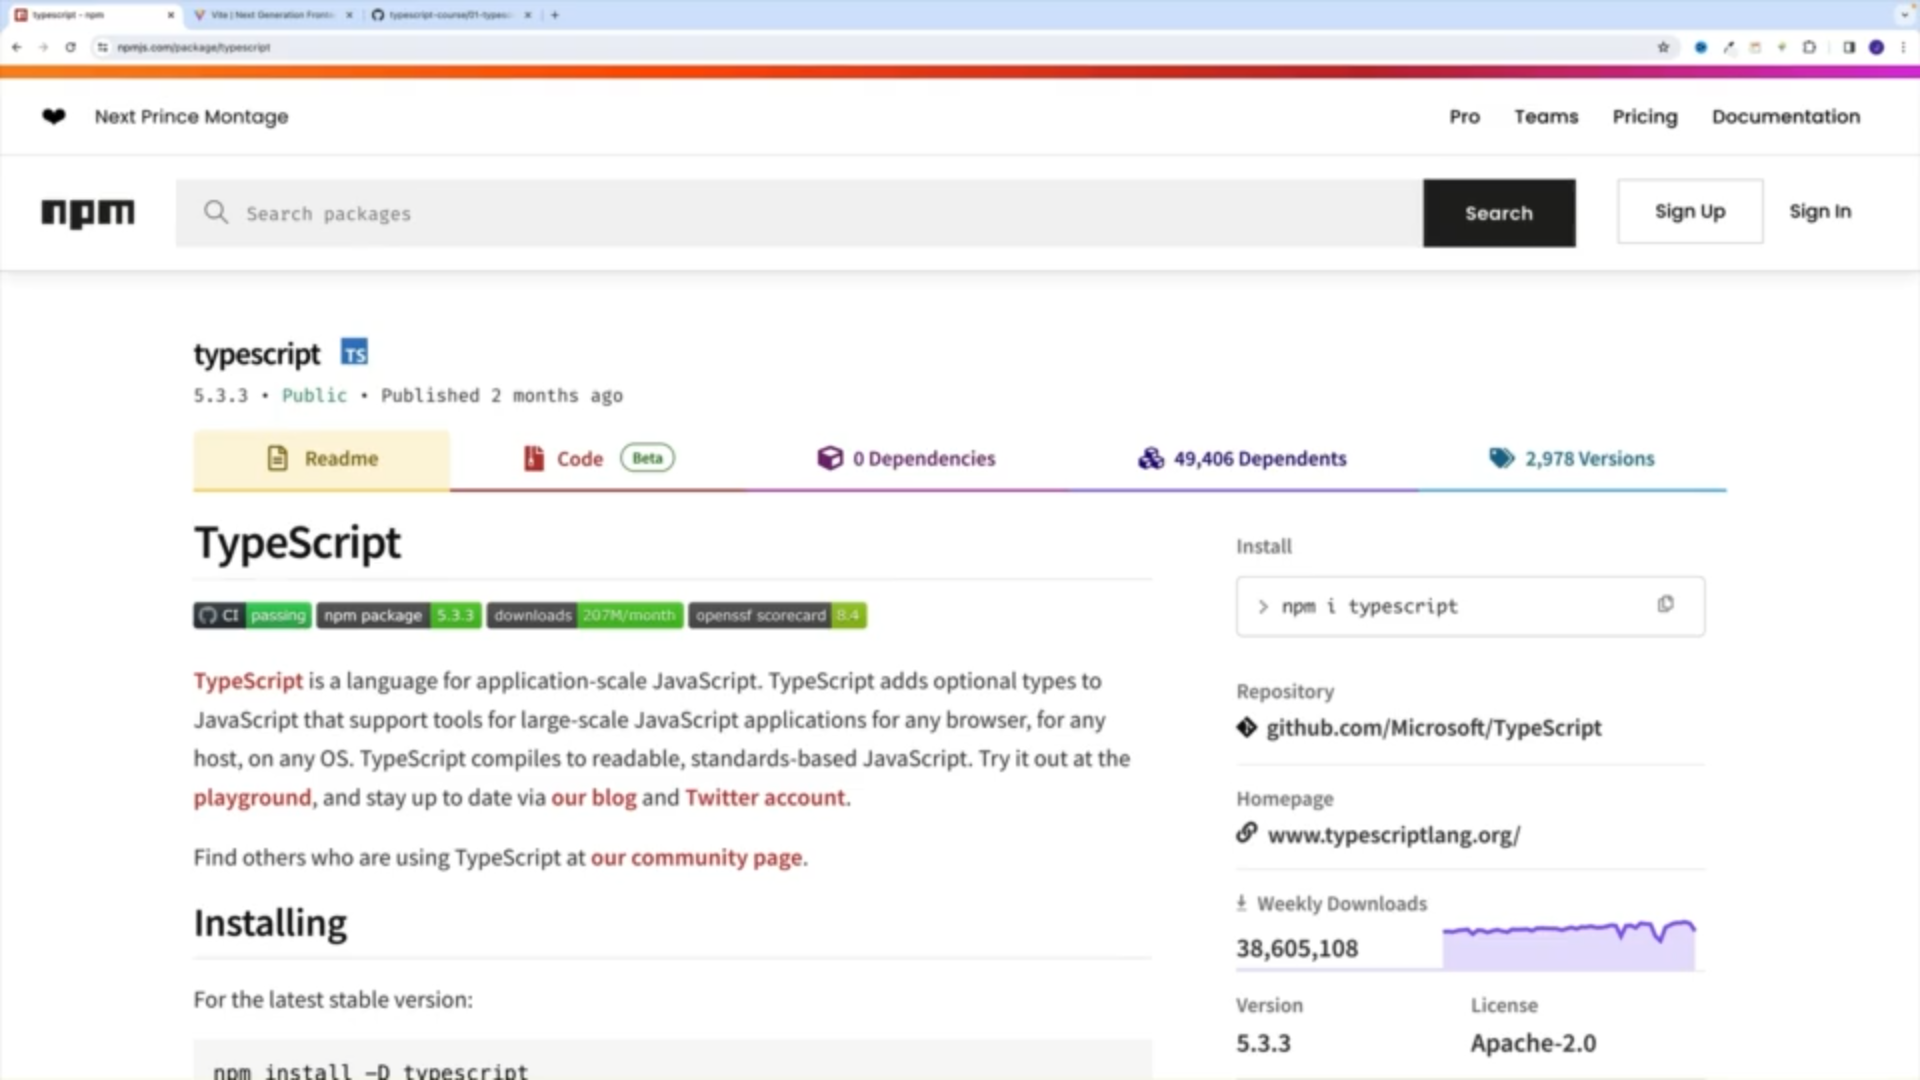 typescript - npm
Vite | Next Generation Fronte
typescript-course/01-types
npmjs.com/package/typescript
Next Prince Montage
Pro
Teams
Pricing
Documentation
npm
Search packages
Search
Sign Up
Sign In
typescript TS
5.3.3 • Public • Published 2 months ago
Readme
Code Beta
0 Dependencies
49,406 Dependents
2,978 Versions
TypeScript
CI passing npm package 5.3.3 downloads 207M/month openssf scorecard 8.4
TypeScript is a language for application-scale JavaScript. TypeScript adds optional types to
JavaScript that support tools for large-scale JavaScript applications for any browser, for any
host, on any OS. TypeScript compiles to readable, standards-based JavaScript. Try it out at the
playground, and stay up to date via our blog and Twitter account.
Find others who are using TypeScript at our community page.
Installing
For the latest stable version:
npm install -D typescript
Install
> npm i typescript
Repository
github.com/Microsoft/TypeScript
Homepage
www.typescriptlang.org/
Weekly Downloads
38,605,108
Version
License
5.3.3
Apache-2.0